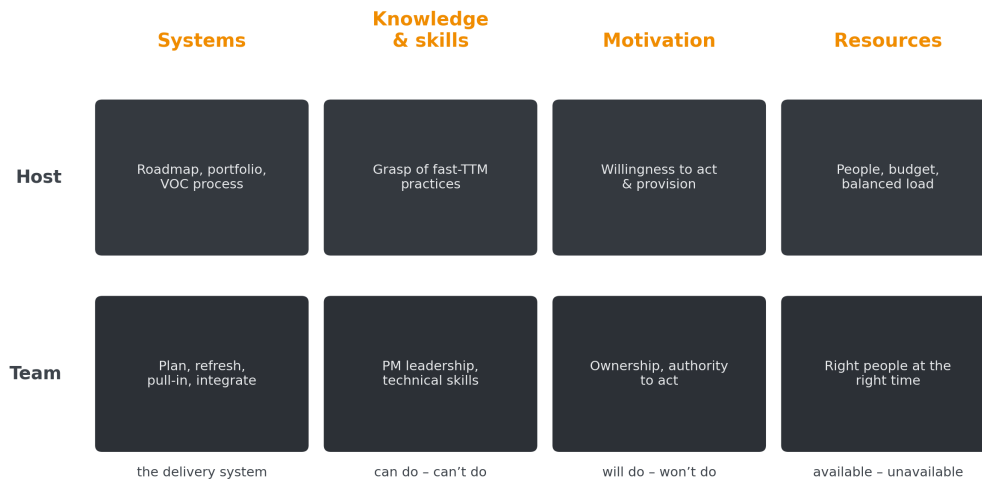 Systems
Knowledge
& skills
Motivation
Resources
Host
Roadmap, portfolio,
VOC process
Grasp of fast-TTM
practices
Willingness to act
& provision
People, budget,
balanced load
Team
Plan, refresh,
pull-in, integrate
PM leadership,
technical skills
Ownership, authority
to act
Right people at the
right time
the delivery system
can do – can’t do
will do – won’t do
available – unavailable